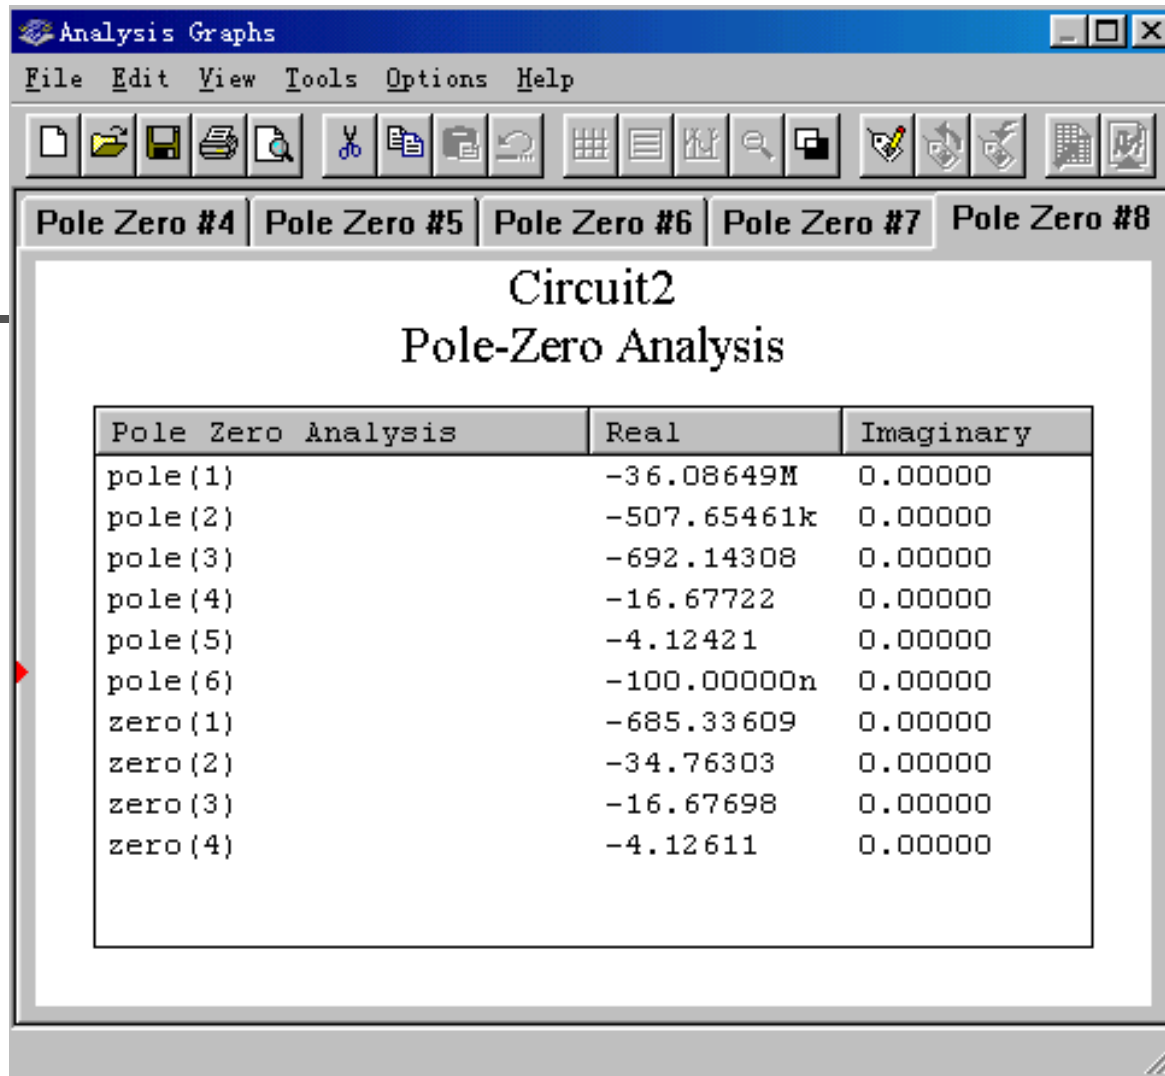 Analysis Graphs
File Edit View Tools Options Help
Pole Zero #4 Pole Zero #5 Pole Zero #6 Pole Zero #7 Pole Zero #8
Circuit2
Pole-Zero Analysis
Pole Zero Analysis Real Imaginary
pole(1) -36.08649M 0.00000
pole(2) -507.65461k 0.00000
pole(3) -692.14308 0.00000
pole(4) -16.67722 0.00000
pole(5) -4.12421 0.00000
pole(6) -100.00000n 0.00000
zero(1) -685.33609 0.00000
zero(2) -34.76303 0.00000
zero(3) -16.67698 0.00000
zero(4) -4.12611 0.00000